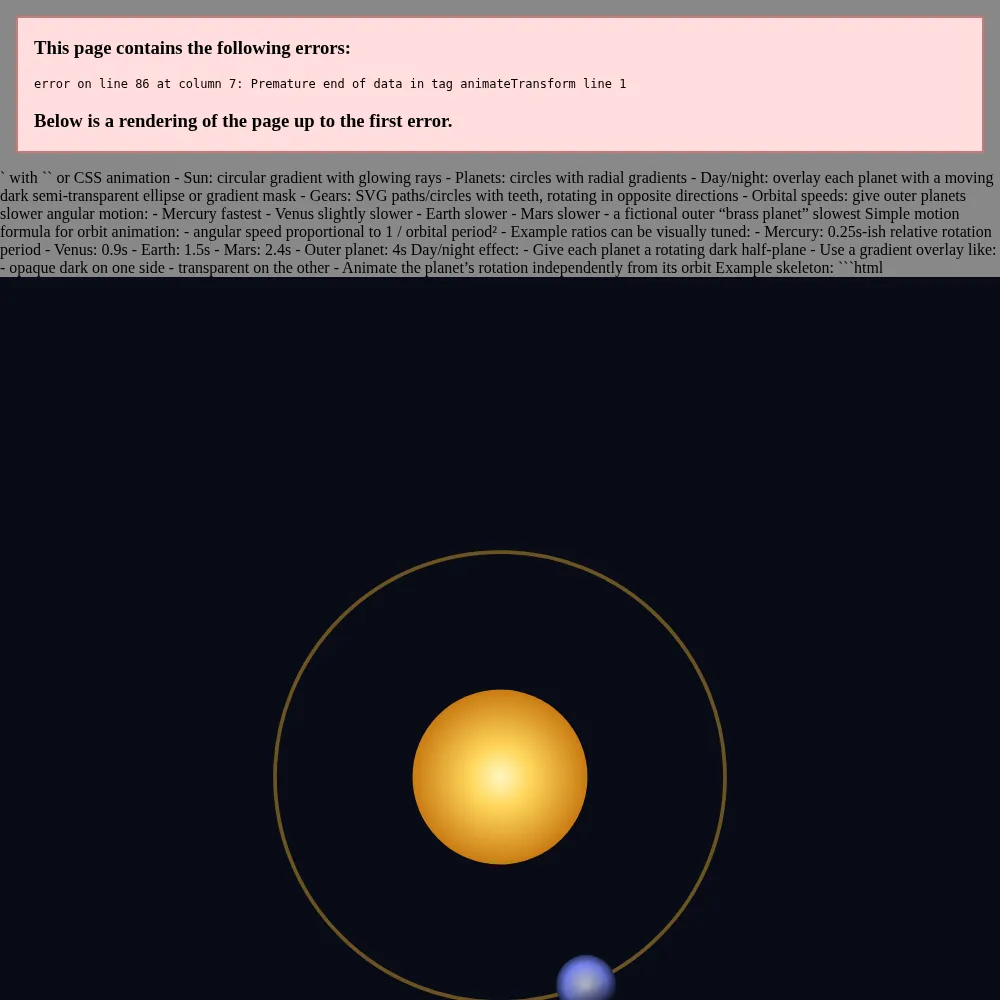 This page contains the following errors:
error on line 86 at column 7: Premature end of data in tag animateTransform line 1
Below is a rendering of the page up to the first error.
` with `` or CSS animation - Sun: circular gradient with glowing rays - Planets: circles with radial gradients - Day/night: overlay each planet with a moving
dark semi-transparent ellipse or gradient mask - Gears: SVG paths/circles with teeth, rotating in opposite directions - Orbital speeds: give outer planets
slower angular motion: - Mercury fastest - Venus slightly slower - Earth slower - Mars slower - a fictional outer “brass planet” slowest Simple motion
formula for orbit animation: - angular speed proportional to 1 / orbital period² - Example ratios can be visually tuned: - Mercury: 0.25s-ish relative rotation
period - Venus: 0.9s - Earth: 1.5s - Mars: 2.4s - Outer planet: 4s Day/night effect: - Give each planet a rotating dark half-plane - Use a gradient overlay like:
- opaque dark on one side - transparent on the other - Animate the planet’s rotation independently from its orbit Example skeleton: ```html